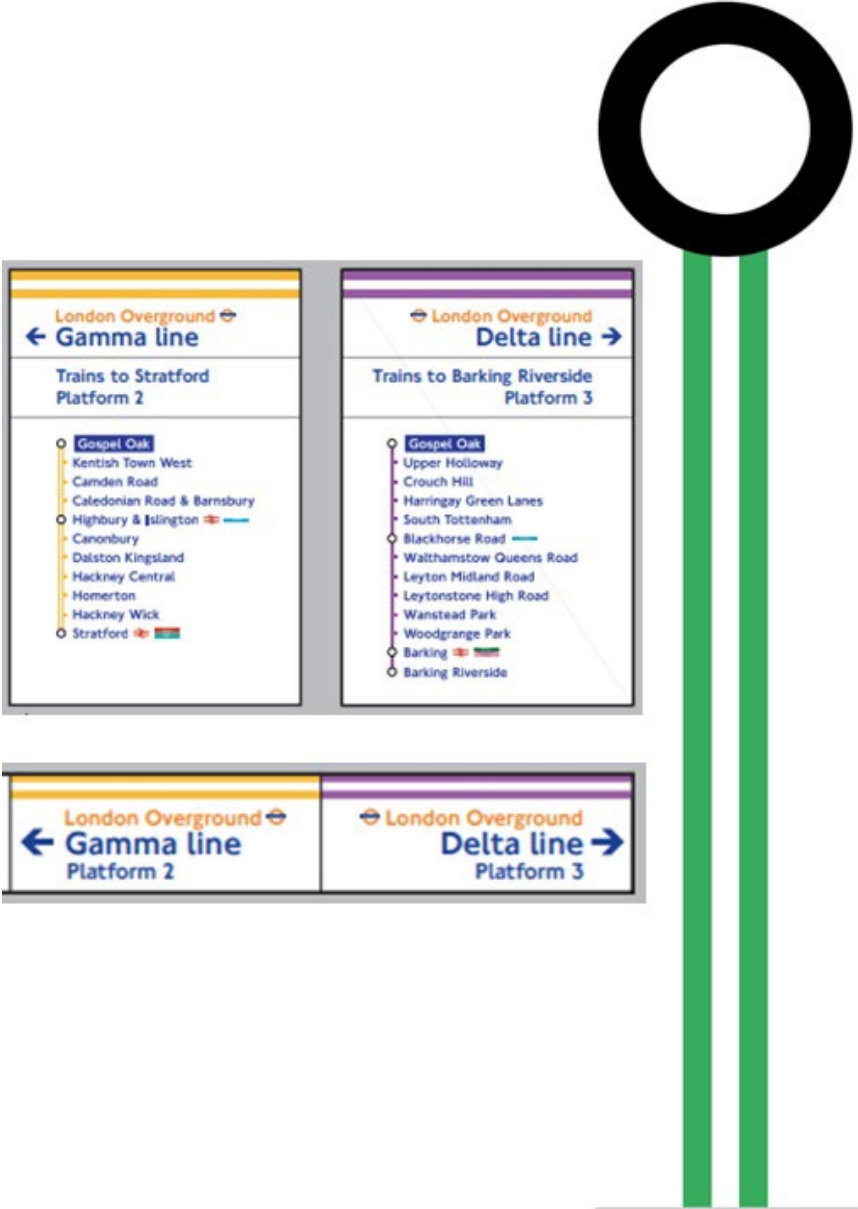 London Overground
← Gamma line
Trains to Stratford
Platform 2
Gospel Oak
Kentish Town West
Camden Road
Caledonian Road & Barnsbury
Highbury & Islington
Canonbury
Dalston Kingsland
Hackney Central
Homerton
Hackney Wick
Stratford
London Overground
Delta line →
Trains to Barking Riverside
Platform 3
Gospel Oak
Upper Holloway
Crouch Hill
Harringay Green Lanes
South Tottenham
Blackhorse Road
Walthamstow Queens Road
Leyton Midland Road
Leytonstone High Road
Wanstead Park
Woodgrange Park
Barking
Barking Riverside
London Overground
← Gamma line
Platform 2
London Overground
Delta line →
Platform 3